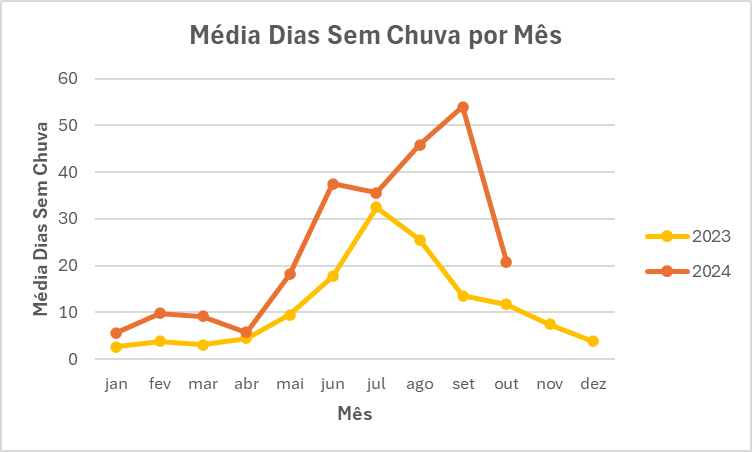 Média Dias Sem Chuva por Mês
Média Dias Sem Chuva
60
50
40
30
20
10
0
jan fev mar abr mai jun jul ago set out nov dez
Mês
2023
2024